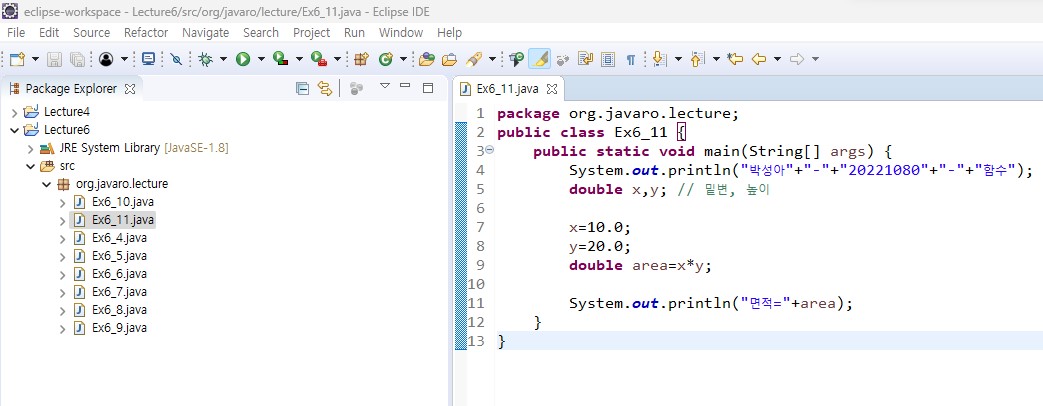 eclipse-workspace - Lecture6/src/org/javaro/lecture/Ex6_11.java - Eclipse IDE
File Edit Source Refactor Navigate Search Project Run Window Help
Package Explorer
Lecture4
Lecture6
JRE System Library [JavaSE-1.8]
src
org.javaro.lecture
Ex6_10.java
Ex6_11.java
Ex6_4.java
Ex6_5.java
Ex6_6.java
Ex6_7.java
Ex6_8.java
Ex6_9.java
Ex6_11.java
1 package org.javaro.lecture;
2 public class Ex6_11 {
3 public static void main(String[] args) {
4 System.out.println("박성아"+"-"+"20221080"+"-"+"함수");
5 double x,y; // 밑변, 높이
6
7 x=10.0;
8 y=20.0;
9 double area=x*y;
10
11 System.out.println("면적="+area);
12 }
13 }